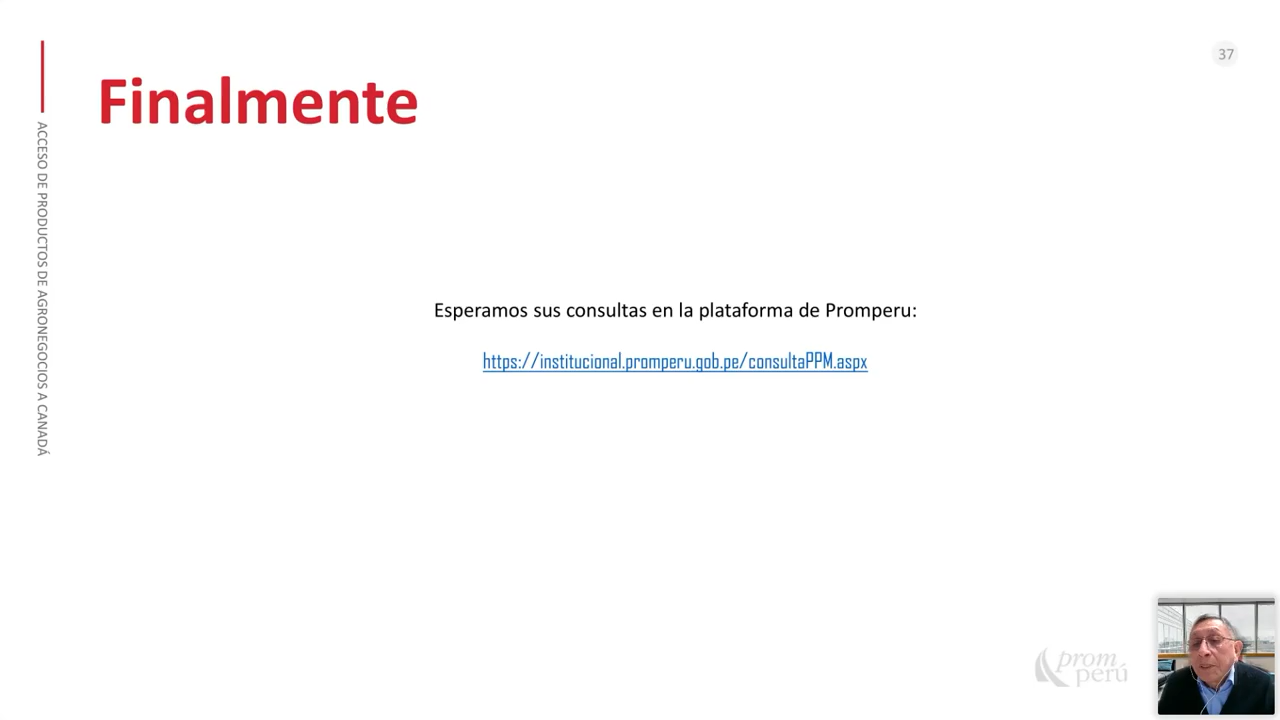 37
Finalmente
ACCESO DE PRODUCTOS DE AGRONEGOCIOS A CANADÁ
Esperamos sus consultas en la plataforma de Promperu:
https://institucional.promperu.gob.pe/consultaPPM.aspx
prom
perú